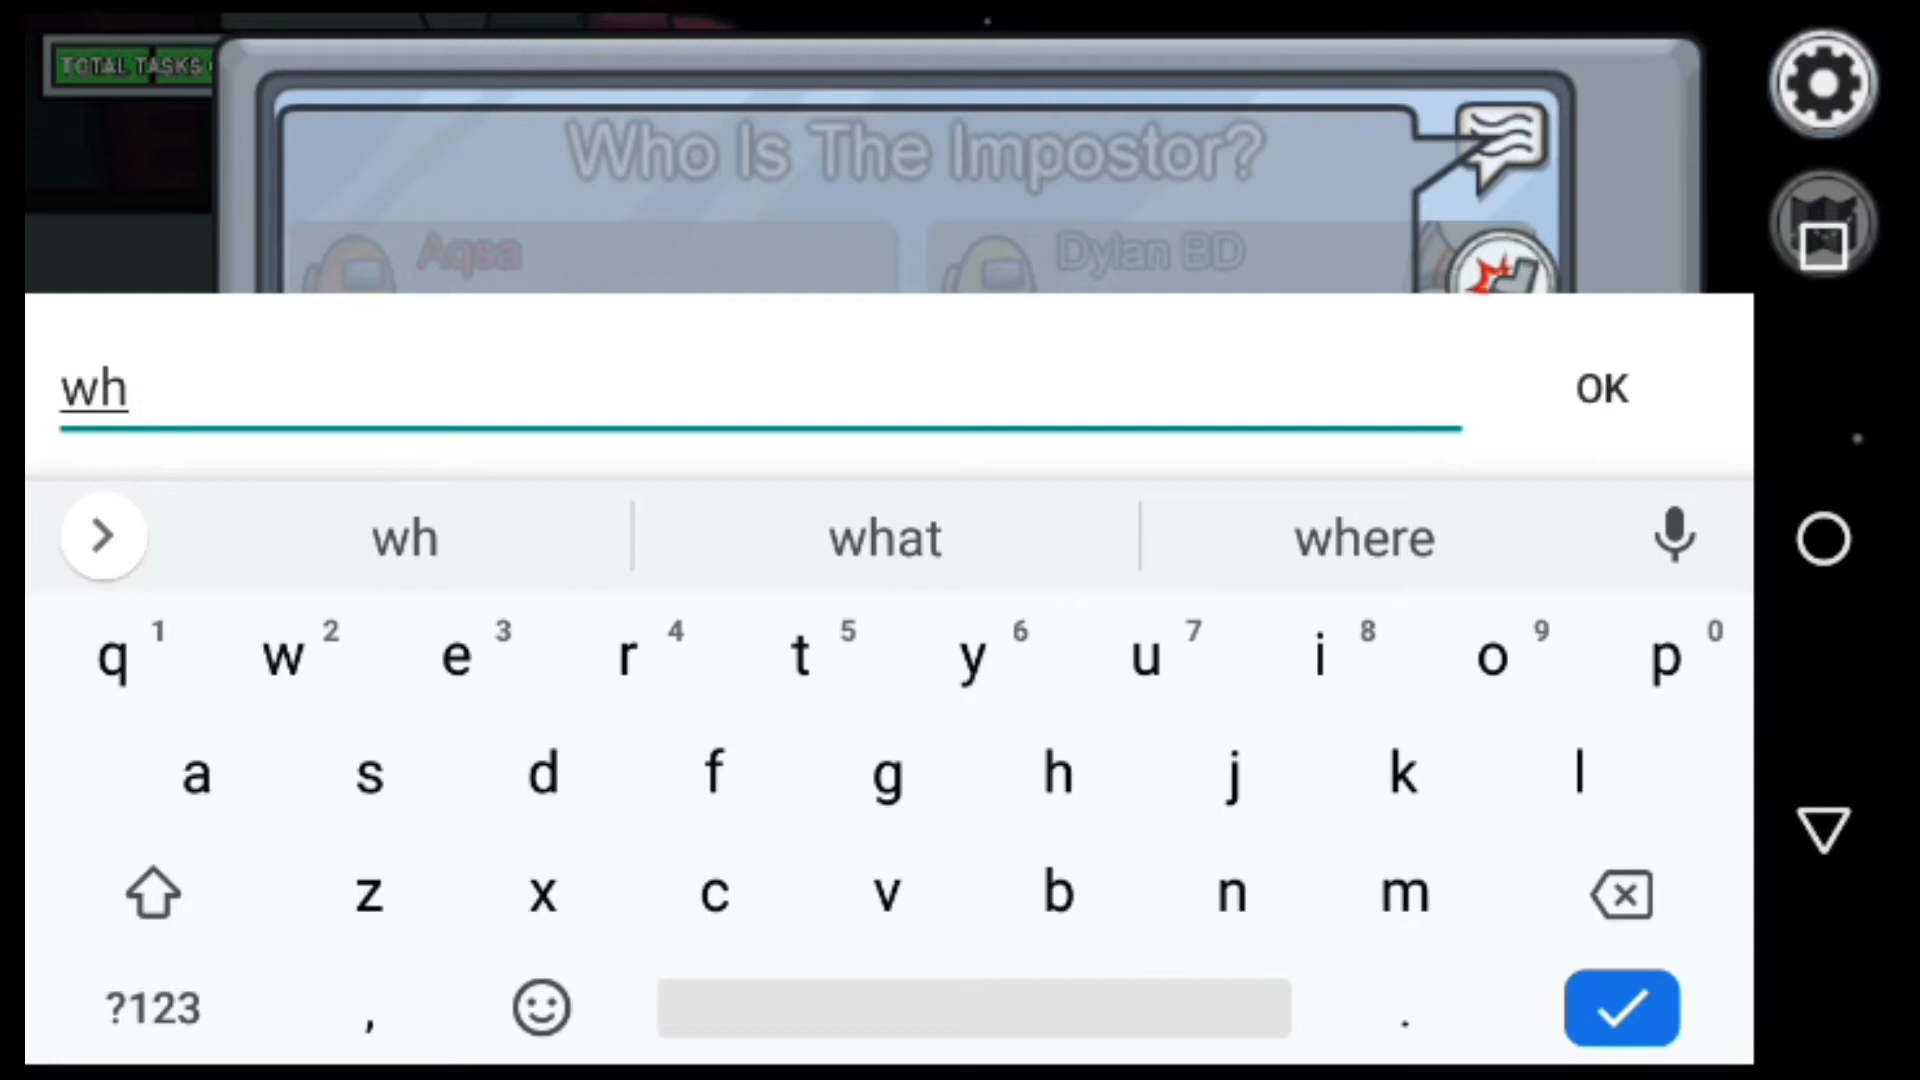 TOTAL TASKS
Who Is The Impostor?
Aqsa
Dylan BD
wh
OK
wh
what
where
q 1 w 2 e 3 r 4 t 5 y 6 u 7 i 8 o 9 p 0
a s d f g h j k l
z x c v b n m
?123 , .